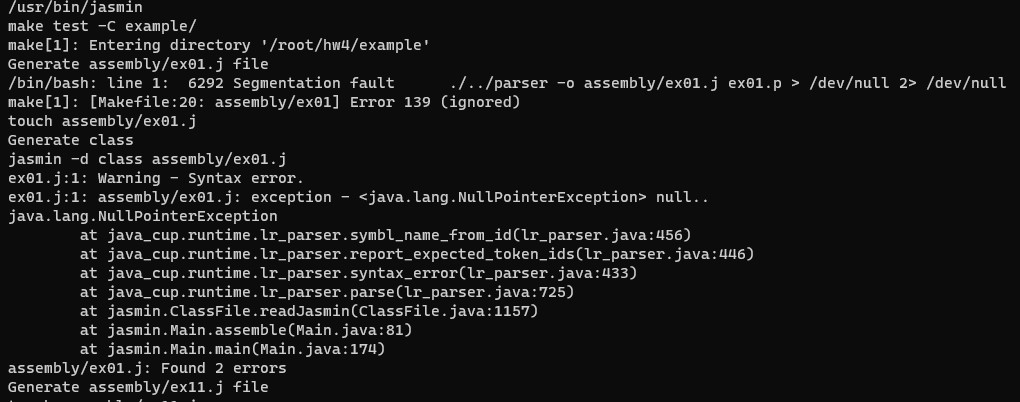 /usr/bin/jasmin
make test -C example/
make[1]: Entering directory '/root/hw4/example'
Generate assembly/ex01.j file
/bin/bash: line 1:  6292 Segmentation fault      ./../parser -o assembly/ex01.j ex01.p > /dev/null 2> /dev/null
make[1]: [Makefile:20: assembly/ex01] Error 139 (ignored)
touch assembly/ex01.j
Generate class
jasmin -d class assembly/ex01.j
ex01.j:1: Warning - Syntax error.
ex01.j:1: assembly/ex01.j: exception - <java.lang.NullPointerException> null..
java.lang.NullPointerException
        at java_cup.runtime.lr_parser.symbl_name_from_id(lr_parser.java:456)
        at java_cup.runtime.lr_parser.report_expected_token_ids(lr_parser.java:446)
        at java_cup.runtime.lr_parser.syntax_error(lr_parser.java:433)
        at java_cup.runtime.lr_parser.parse(lr_parser.java:725)
        at jasmin.ClassFile.readJasmin(ClassFile.java:1157)
        at jasmin.Main.assemble(Main.java:81)
        at jasmin.Main.main(Main.java:174)
assembly/ex01.j: Found 2 errors
Generate assembly/ex11.j file